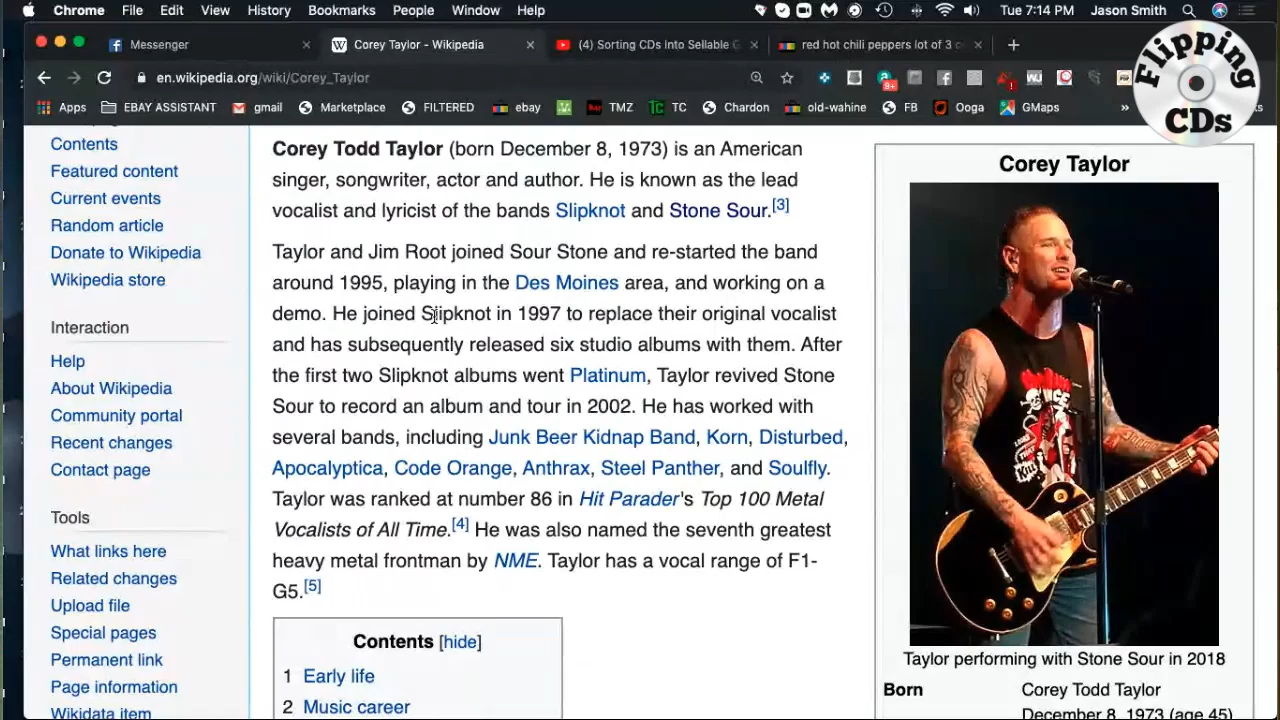 Chrome File Edit View History Bookmarks People Window Help Tue 7:14 PM Jason Smith
Messenger × Corey Taylor - Wikipedia × (4) Sorting CDs Into Sellable × red hot chili peppers lot of 3 ×
en.wikipedia.org/wiki/Corey_Taylor
Apps EBAY ASSISTANT gmail Marketplace FILTERED ebay TMZ TC Chardon old-wahine FB Ooga GMaps »
Flipping
CDs
Contents
Featured content
Current events
Random article
Donate to Wikipedia
Wikipedia store
Interaction
Help
About Wikipedia
Community portal
Recent changes
Contact page
Tools
What links here
Related changes
Upload file
Special pages
Permanent link
Page information
Wikidata item
Corey Todd Taylor (born December 8, 1973) is an American
singer, songwriter, actor and author. He is known as the lead
vocalist and lyricist of the bands Slipknot and Stone Sour.[3]
Taylor and Jim Root joined Sour Stone and re-started the band
around 1995, playing in the Des Moines area, and working on a
demo. He joined Slipknot in 1997 to replace their original vocalist
and has subsequently released six studio albums with them. After
the first two Slipknot albums went Platinum, Taylor revived Stone
Sour to record an album and tour in 2002. He has worked with
several bands, including Junk Beer Kidnap Band, Korn, Disturbed,
Apocalyptica, Code Orange, Anthrax, Steel Panther, and Soulfly.
Taylor was ranked at number 86 in Hit Parader's Top 100 Metal
Vocalists of All Time.[4] He was also named the seventh greatest
heavy metal frontman by NME. Taylor has a vocal range of F1-
G5.[5]
Contents [hide]
1 Early life
2 Music career
Corey Taylor
Taylor performing with Stone Sour in 2018
Born Corey Todd Taylor
December 8, 1973 (age 45)